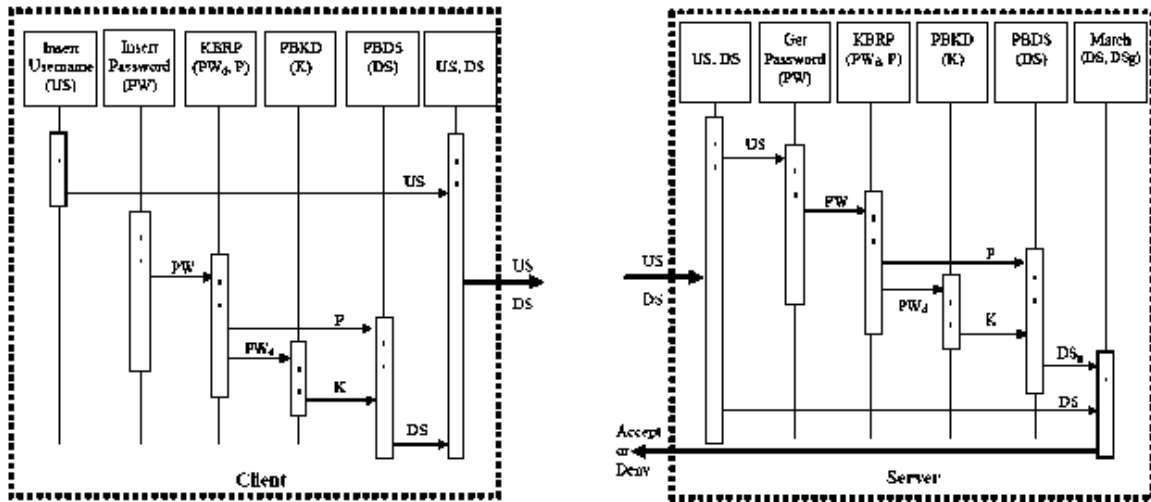 Insert
Username
(US)
Insert
Password
(PW)
KBRP
(PWd, P)
PBKD
(K)
PBDS
(DS)
US, DS
US
PW
P
PWd
K
DS
US
DS
Client
US, DS
Get
Password
(PW)
KBRP
(PWd, P)
PBKD
(K)
PBDS
(DS)
March
(DS, DSg)
US
PW
US
DS
P
PWd
K
DSg
DS
Accept
or
Deny
Server